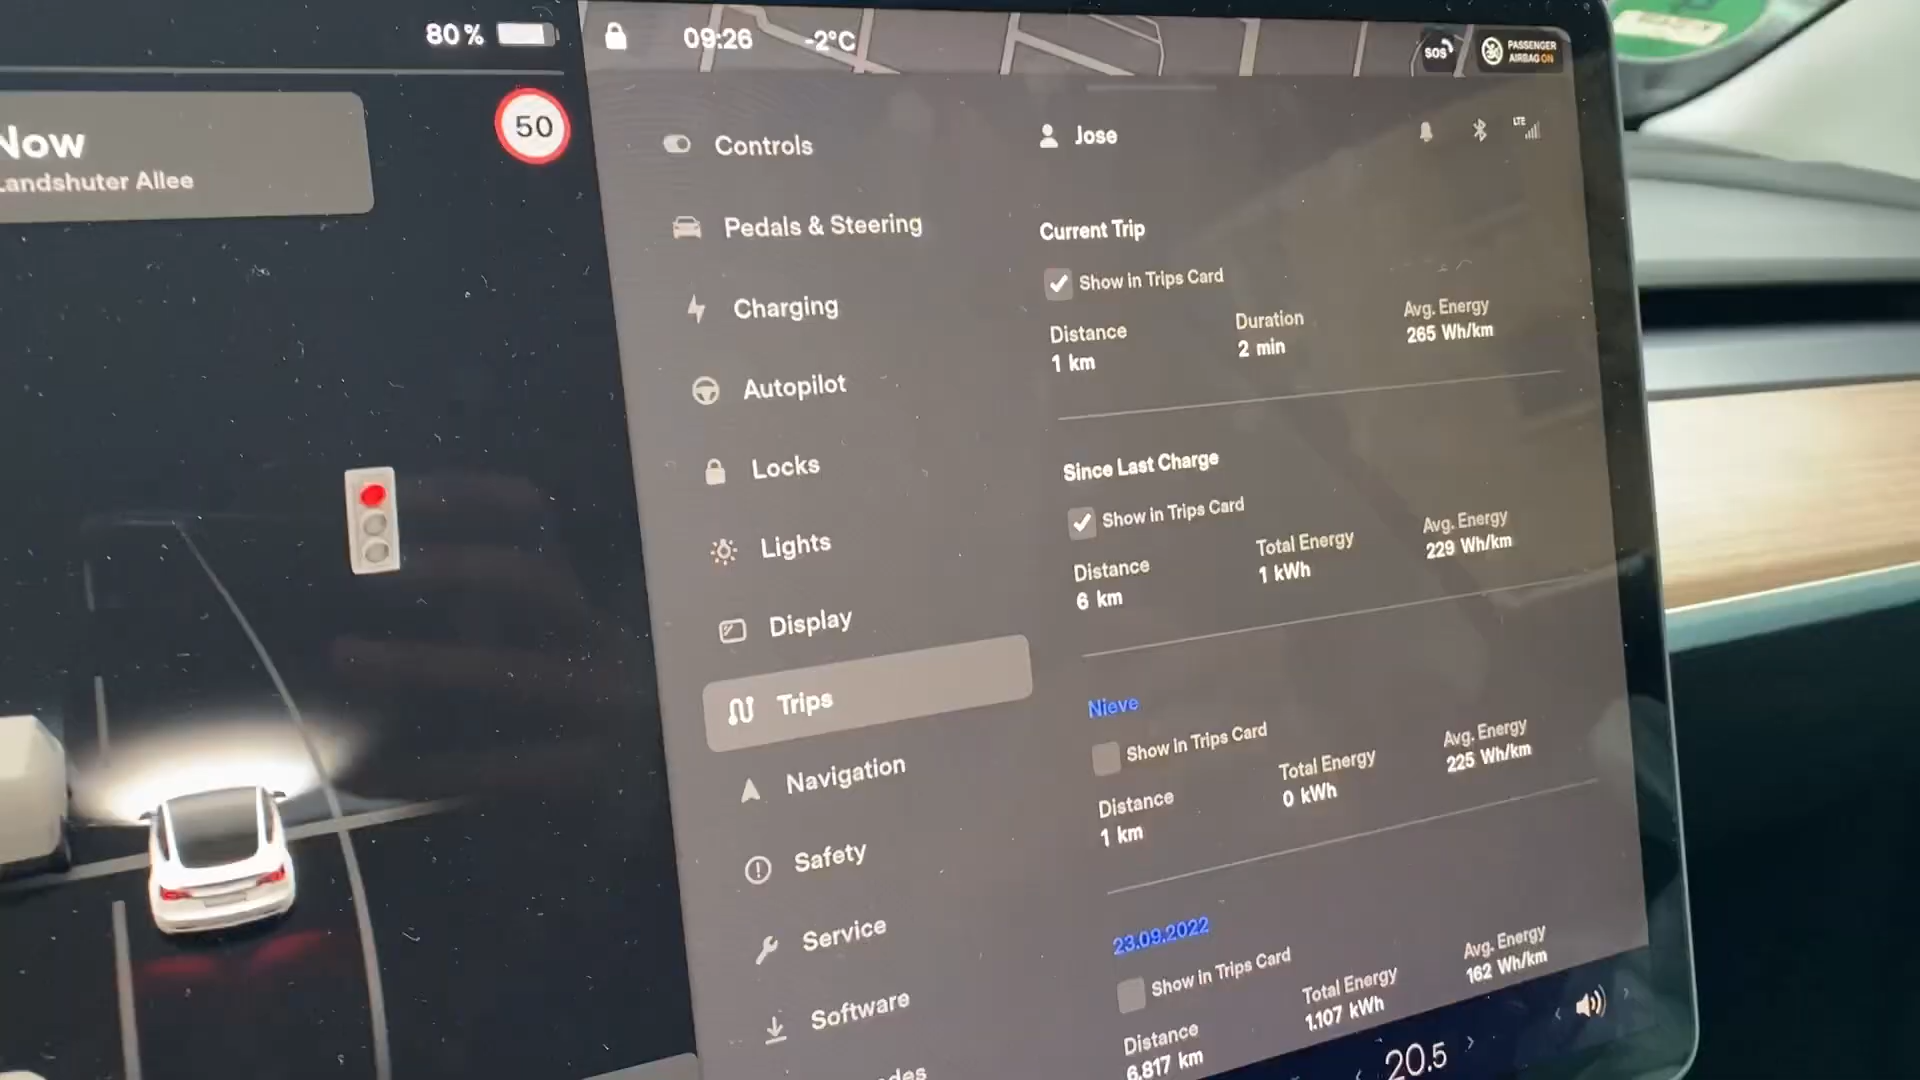 80 %
09:26
-2°C
SOS
PASSENGER
AIRBAG ON
Now
Landshuter Allee
50
Controls
Pedals & Steering
Charging
Autopilot
Locks
Lights
Display
Trips
Navigation
Safety
Service
Software
Jose
LTE
Current Trip
Show in Trips Card
Distance
1 km
Duration
2 min
Avg. Energy
265 Wh/km
Since Last Charge
Show in Trips Card
Distance
6 km
Total Energy
1 kWh
Avg. Energy
229 Wh/km
Nieve
Show in Trips Card
Distance
1 km
Total Energy
0 kWh
Avg. Energy
225 Wh/km
23.09.2022
Show in Trips Card
Distance
6.817 km
Total Energy
1.107 kWh
Avg. Energy
162 Wh/km
20.5